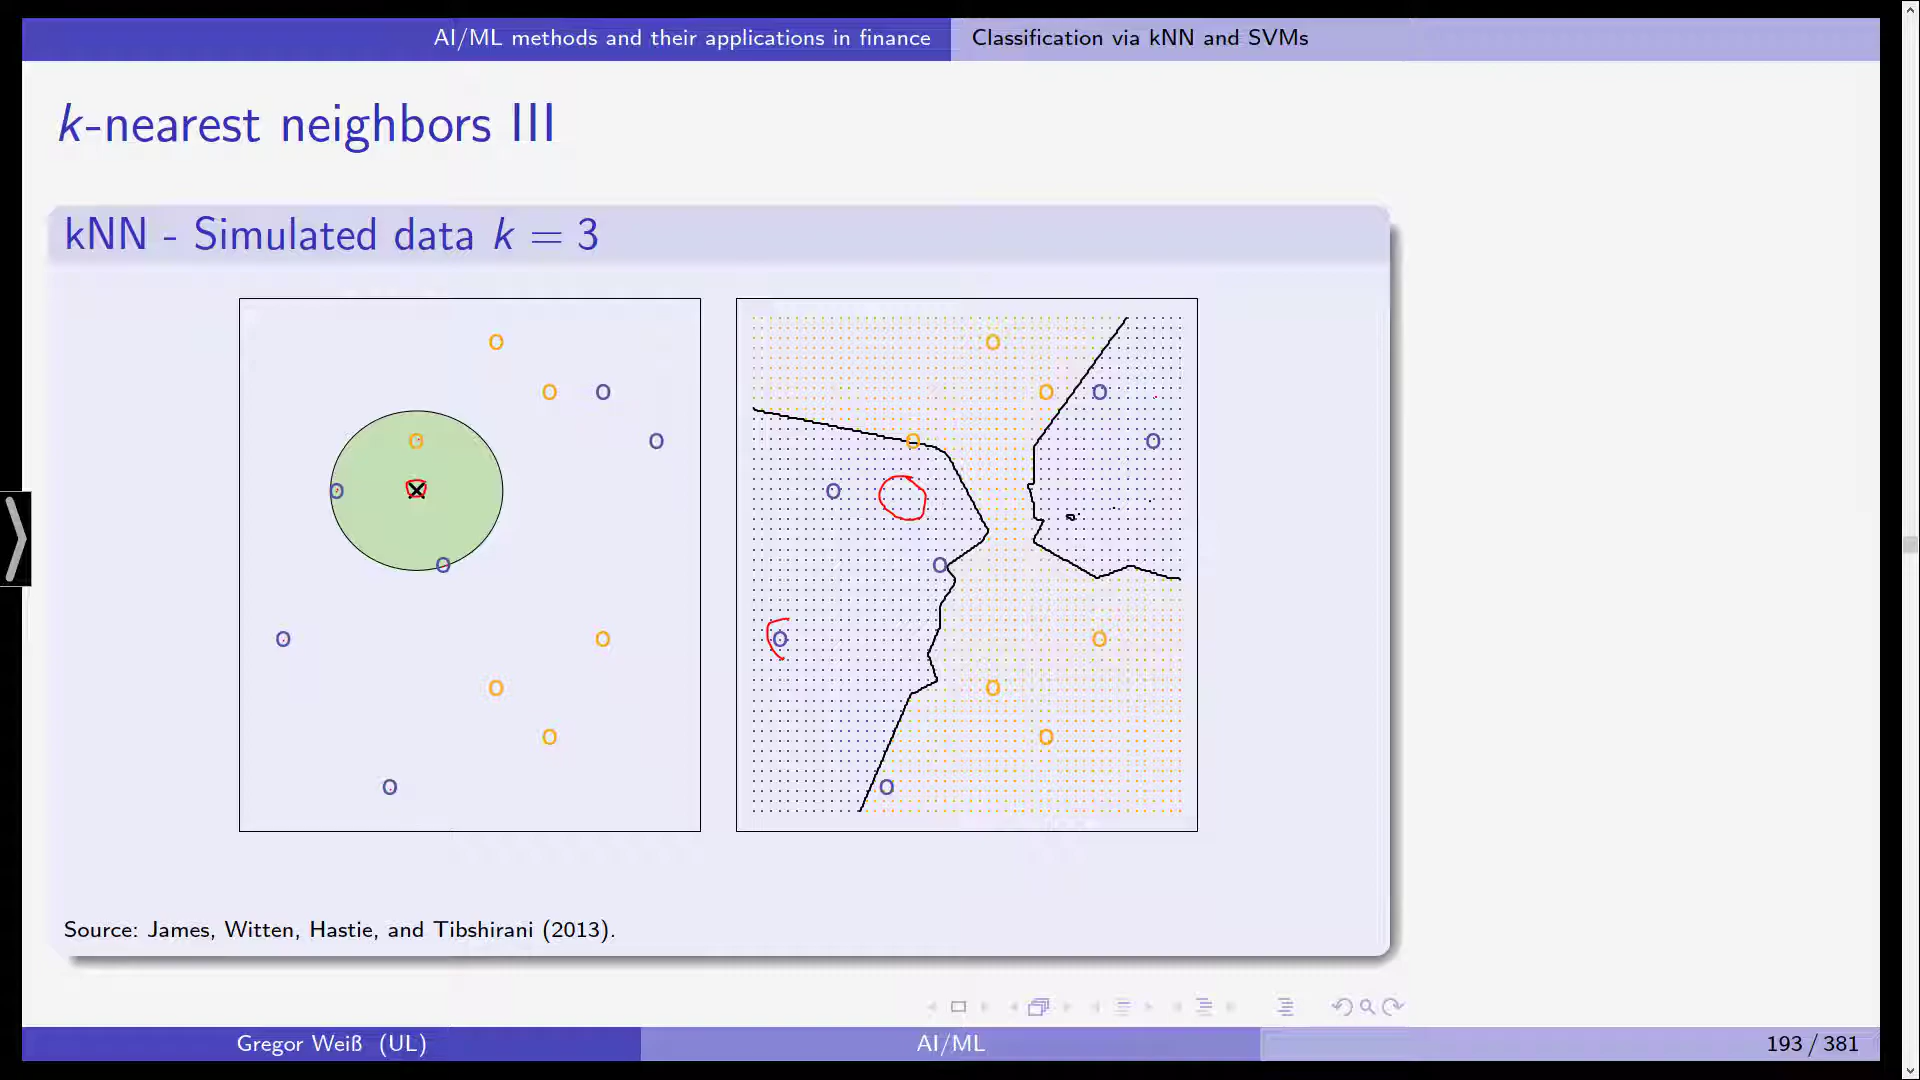 AI/ML methods and their applications in finance
Classification via kNN and SVMs
k-nearest neighbors III
kNN - Simulated data k = 3
Source: James, Witten, Hastie, and Tibshirani (2013).
Gregor Weiß (UL)
AI/ML
193 / 381